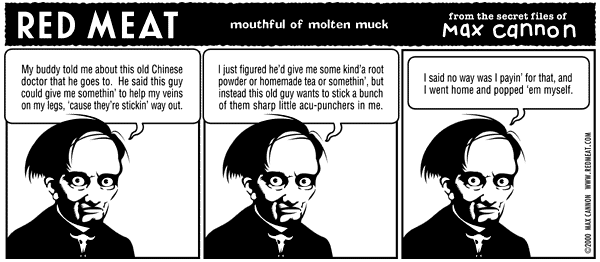 RED MEAT
mouthful of molten muck
from the secret files of
Max cannon
My buddy told me about this old Chinese
doctor that he goes to.  He said this guy
could give me somethin' to help my veins
on my legs, 'cause they're stickin' way out.
I just figured he'd give me some kind'a root
powder or homemade tea or somethin', but
instead this old guy wants to stick a bunch
of them sharp little acu-punchers in me.
I said no way was I payin' for that, and
I went home and popped 'em myself.
©2000 MAX CANNON  WWW.REDMEAT.COM